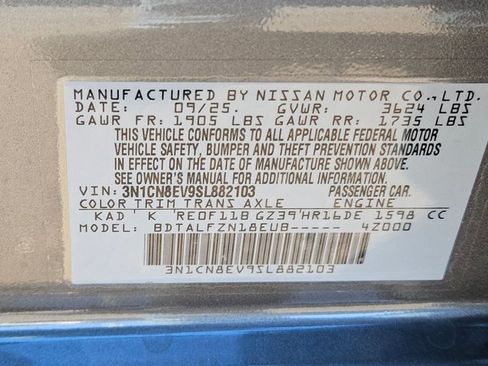 MANUFACTURED BY NISSAN MOTOR CO., LTD.
DATE: 09/25. GVWR: 3624 LBS
GAWR FR: 1905 LBS GAWR RR: 1735 LBS
THIS VEHICLE CONFORMS TO ALL APPLICABLE FEDERAL MOTOR
VEHICLE SAFETY, BUMPER AND THEFT PREVENTION STANDARDS
IN EFFECT ON THE DATE OF MANUFACTURE SHOWN ABOVE.
SEE OWNER'S MANUAL FOR ADDITIONAL INFORMATION.
VIN: 3N1CN8EV9SL882103 PASSENGER CAR.
COLOR TRIM TRANS AXLE ENGINE
KAD K RE0F11B GZ39 HR16DE 1598 CC
MODEL: BDTALFZN18EUB-----4Z000
3N1CN8EV9SL882103